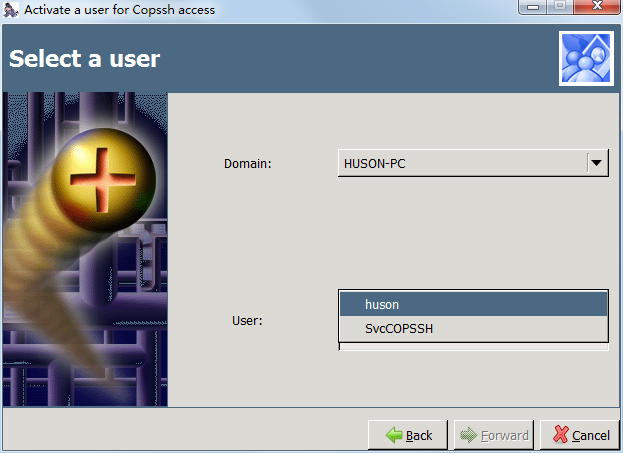 Activate a user for Copssh access
Select a user
Domain:
HUSON-PC
User:
huson
SvcCOPSSH
Back
Forward
Cancel